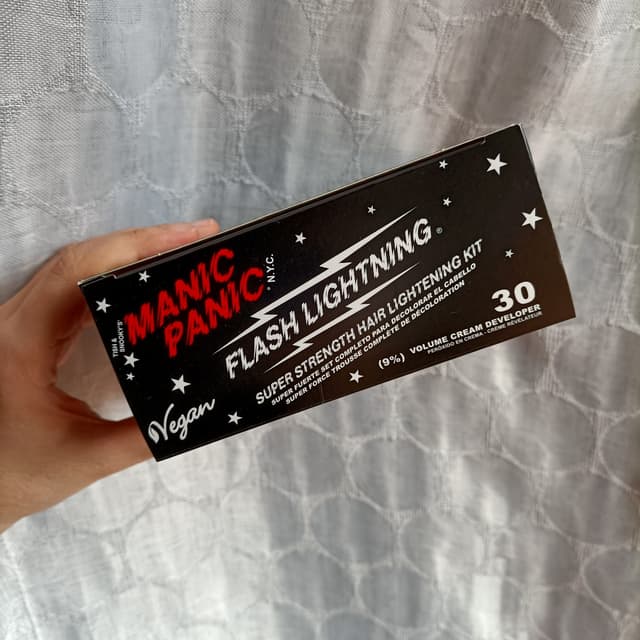 TISH & SNOOKY'S
MANIC
PANIC®
N.Y.C.
FLASH LIGHTNING®
SUPER STRENGTH HAIR LIGHTENING KIT
SUPER FUERTE SET COMPLETO PARA DECOLORAR EL CABELLO
SUPER FORCE TROUSSE COMPLETE DE DÉCOLORATION
30
(9%) VOLUME CREAM DEVELOPER
PEROXIDO EN CREMA - CRÈME RÉVÉLATEUR
Vegan